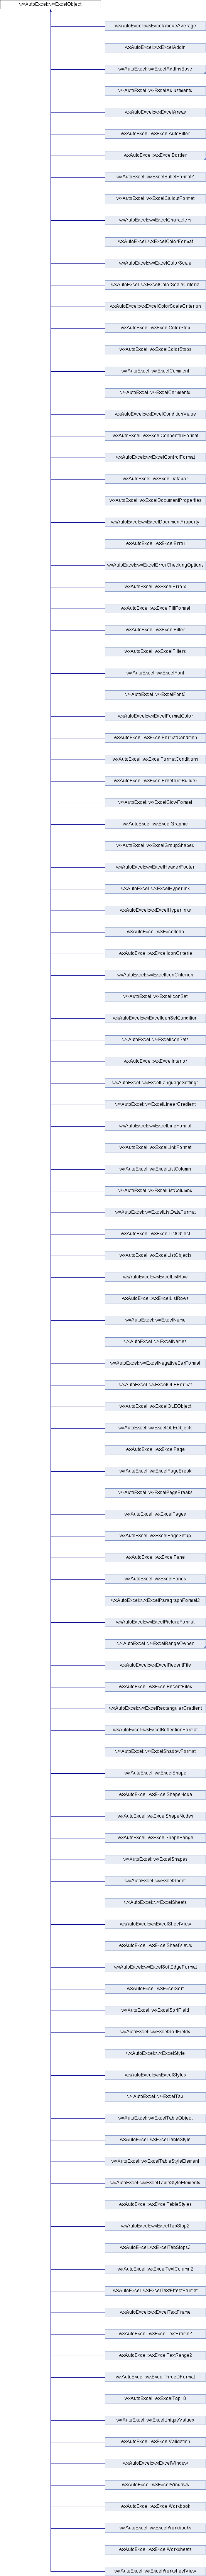 wxAutoExcel::wxExcelObject
wxAutoExcel::wxExcelAboveAverage
wxAutoExcel::wxExcelAddIn
wxAutoExcel::wxExcelAddInsBase
wxAutoExcel::wxExcelAdjustments
wxAutoExcel::wxExcelAreas
wxAutoExcel::wxExcelAutoFilter
wxAutoExcel::wxExcelBorder
wxAutoExcel::wxExcelBulletFormat2
wxAutoExcel::wxExcelCalloutFormat
wxAutoExcel::wxExcelCharacters
wxAutoExcel::wxExcelColorFormat
wxAutoExcel::wxExcelColorScale
wxAutoExcel::wxExcelColorScaleCriteria
wxAutoExcel::wxExcelColorScaleCriterion
wxAutoExcel::wxExcelColorStop
wxAutoExcel::wxExcelColorStops
wxAutoExcel::wxExcelComment
wxAutoExcel::wxExcelComments
wxAutoExcel::wxExcelConditionValue
wxAutoExcel::wxExcelConnectorFormat
wxAutoExcel::wxExcelControlFormat
wxAutoExcel::wxExcelDatabar
wxAutoExcel::wxExcelDocumentProperties
wxAutoExcel::wxExcelDocumentProperty
wxAutoExcel::wxExcelError
wxAutoExcel::wxExcelErrorCheckingOptions
wxAutoExcel::wxExcelErrors
wxAutoExcel::wxExcelFillFormat
wxAutoExcel::wxExcelFilter
wxAutoExcel::wxExcelFilters
wxAutoExcel::wxExcelFont
wxAutoExcel::wxExcelFont2
wxAutoExcel::wxExcelFormatColor
wxAutoExcel::wxExcelFormatCondition
wxAutoExcel::wxExcelFormatConditions
wxAutoExcel::wxExcelFreeformBuilder
wxAutoExcel::wxExcelGlowFormat
wxAutoExcel::wxExcelGraphic
wxAutoExcel::wxExcelGroupShapes
wxAutoExcel::wxExcelHeaderFooter
wxAutoExcel::wxExcelHyperlink
wxAutoExcel::wxExcelHyperlinks
wxAutoExcel::wxExcelIcon
wxAutoExcel::wxExcelIconCriteria
wxAutoExcel::wxExcelIconCriterion
wxAutoExcel::wxExcelIconSet
wxAutoExcel::wxExcelIconSetCondition
wxAutoExcel::wxExcelIconSets
wxAutoExcel::wxExcelInterior
wxAutoExcel::wxExcelLanguageSettings
wxAutoExcel::wxExcelLinearGradient
wxAutoExcel::wxExcelLineFormat
wxAutoExcel::wxExcelLinkFormat
wxAutoExcel::wxExcelListColumn
wxAutoExcel::wxExcelListColumns
wxAutoExcel::wxExcelListDataFormat
wxAutoExcel::wxExcelListObject
wxAutoExcel::wxExcelListObjects
wxAutoExcel::wxExcelListRow
wxAutoExcel::wxExcelListRows
wxAutoExcel::wxExcelName
wxAutoExcel::wxExcelNames
wxAutoExcel::wxExcelNegativeBarFormat
wxAutoExcel::wxExcelOLEFormat
wxAutoExcel::wxExcelOLEObject
wxAutoExcel::wxExcelOLEObjects
wxAutoExcel::wxExcelPage
wxAutoExcel::wxExcelPageBreak
wxAutoExcel::wxExcelPageBreaks
wxAutoExcel::wxExcelPages
wxAutoExcel::wxExcelPageSetup
wxAutoExcel::wxExcelPane
wxAutoExcel::wxExcelPanes
wxAutoExcel::wxExcelParagraphFormat2
wxAutoExcel::wxExcelPictureFormat
wxAutoExcel::wxExcelRangeOwner
wxAutoExcel::wxExcelRecentFile
wxAutoExcel::wxExcelRecentFiles
wxAutoExcel::wxExcelRectangularGradient
wxAutoExcel::wxExcelReflectionFormat
wxAutoExcel::wxExcelShadowFormat
wxAutoExcel::wxExcelShape
wxAutoExcel::wxExcelShapeNode
wxAutoExcel::wxExcelShapeNodes
wxAutoExcel::wxExcelShapeRange
wxAutoExcel::wxExcelShapes
wxAutoExcel::wxExcelSheet
wxAutoExcel::wxExcelSheets
wxAutoExcel::wxExcelSheetView
wxAutoExcel::wxExcelSheetViews
wxAutoExcel::wxExcelSoftEdgeFormat
wxAutoExcel::wxExcelSort
wxAutoExcel::wxExcelSortField
wxAutoExcel::wxExcelSortFields
wxAutoExcel::wxExcelStyle
wxAutoExcel::wxExcelStyles
wxAutoExcel::wxExcelTab
wxAutoExcel::wxExcelTableObject
wxAutoExcel::wxExcelTableStyle
wxAutoExcel::wxExcelTableStyleElement
wxAutoExcel::wxExcelTableStyleElements
wxAutoExcel::wxExcelTableStyles
wxAutoExcel::wxExcelTabStop2
wxAutoExcel::wxExcelTabStops2
wxAutoExcel::wxExcelTextColumn2
wxAutoExcel::wxExcelTextEffectFormat
wxAutoExcel::wxExcelTextFrame
wxAutoExcel::wxExcelTextFrame2
wxAutoExcel::wxExcelTextRange2
wxAutoExcel::wxExcelThreeDFormat
wxAutoExcel::wxExcelTop10
wxAutoExcel::wxExcelUniqueValues
wxAutoExcel::wxExcelValidation
wxAutoExcel::wxExcelWindow
wxAutoExcel::wxExcelWindows
wxAutoExcel::wxExcelWorkbook
wxAutoExcel::wxExcelWorkbooks
wxAutoExcel::wxExcelWorksheets
wxAutoExcel::wxExcelWorksheetView